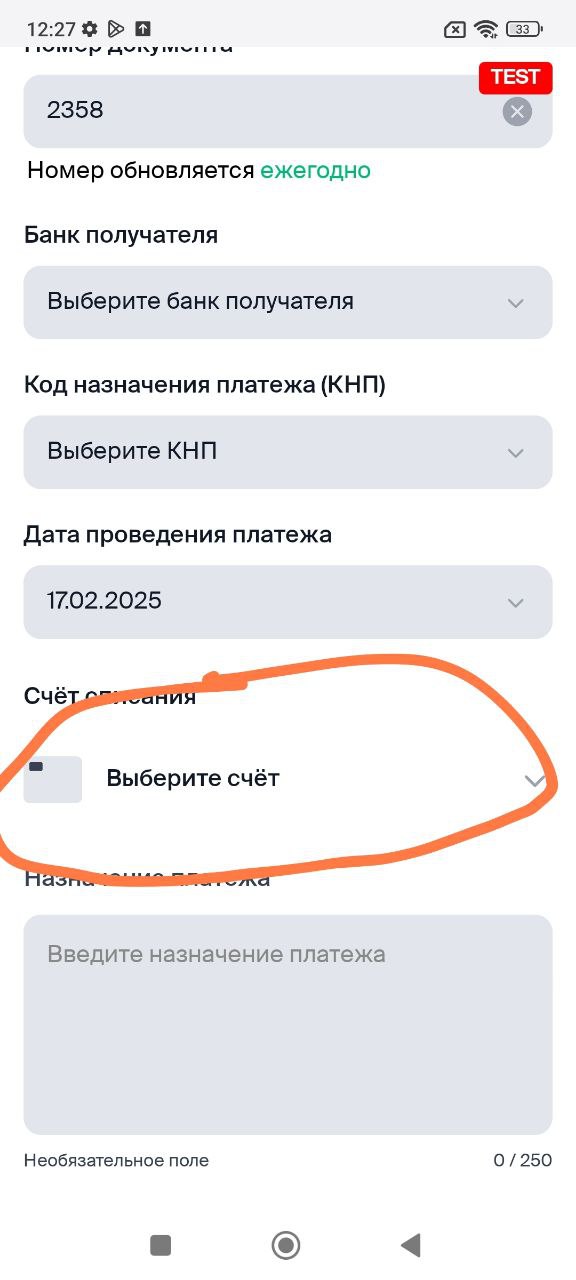 12:27
33
Номер документа
TEST
2358
Номер обновляется ежегодно
Банк получателя
Выберите банк получателя
Код назначения платежа (КНП)
Выберите КНП
Дата проведения платежа
17.02.2025
Счёт списания
Выберите счёт
Назначение платежа
Введите назначение платежа
Необязательное поле
0 / 250